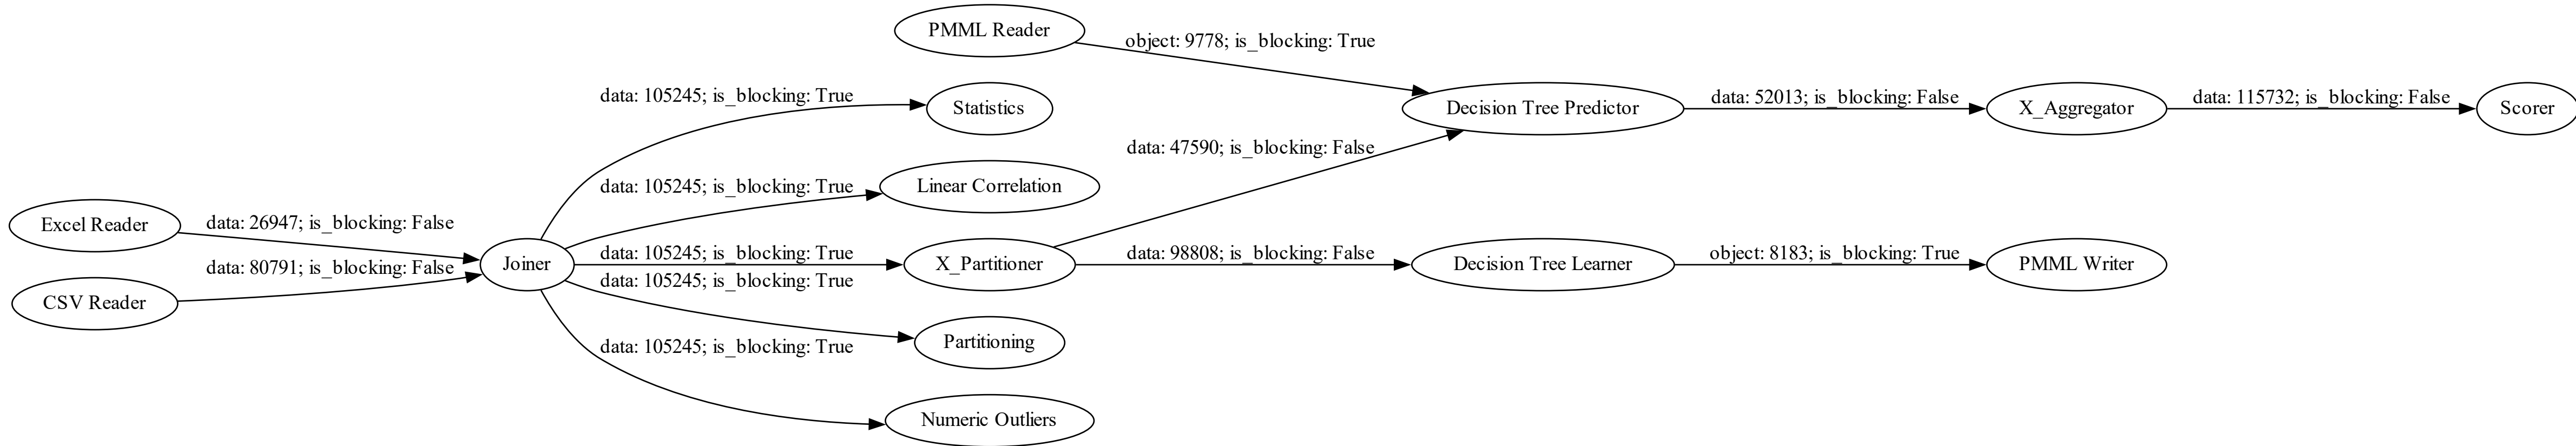 PMML Reader
object: 9778; is_blocking: True
data: 105245; is_blocking: True
Statistics
Decision Tree Predictor
data: 52013; is_blocking: False
X_Aggregator
data: 115732; is_blocking: False
Scorer
data: 47590; is_blocking: False
data: 105245; is_blocking: True
Linear Correlation
Excel Reader
data: 26947; is_blocking: False
Joiner
data: 105245; is_blocking: True
X_Partitioner
data: 98808; is_blocking: False
Decision Tree Learner
object: 8183; is_blocking: True
PMML Writer
data: 80791; is_blocking: False
CSV Reader
data: 105245; is_blocking: True
Partitioning
data: 105245; is_blocking: True
Numeric Outliers